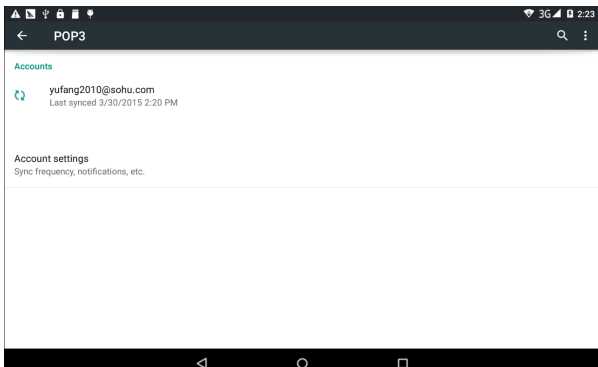 3G 2:23
POP3
Accounts
yufang2010@sohu.com
Last synced 3/30/2015 2:20 PM
Account settings
Sync frequency, notifications, etc.